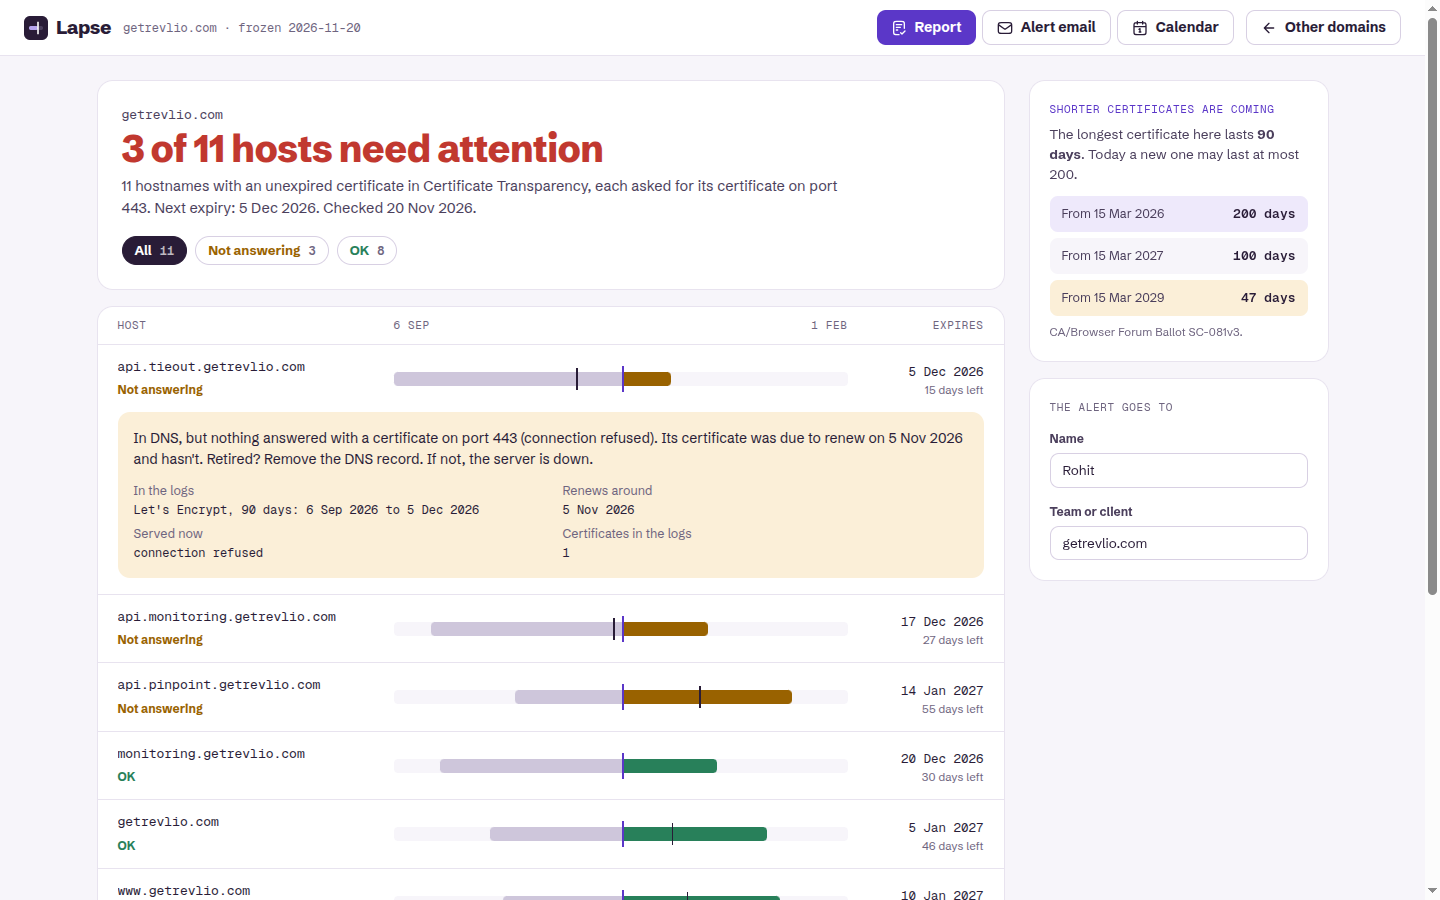 Lapse getrevlio.com · frozen 2026-11-20 Report Alert email Calendar Other domains
getrevlio.com
3 of 11 hosts need attention
11 hostnames with an unexpired certificate in Certificate Transparency, each asked for its certificate on port
443. Next expiry: 5 Dec 2026. Checked 20 Nov 2026.
All 11 Not answering 3 OK 8
HOST 6 SEP 1 FEB EXPIRES
api.tieout.getrevlio.com 5 Dec 2026
Not answering 15 days left
In DNS, but nothing answered with a certificate on port 443 (connection refused). Its certificate was due to renew on 5 Nov 2026
and hasn't. Retired? Remove the DNS record. If not, the server is down.
In the logs Renews around
Let's Encrypt, 90 days: 6 Sep 2026 to 5 Dec 2026 5 Nov 2026
Served now Certificates in the logs
connection refused 1
api.monitoring.getrevlio.com 17 Dec 2026
Not answering 27 days left
api.pinpoint.getrevlio.com 14 Jan 2027
Not answering 55 days left
monitoring.getrevlio.com 20 Dec 2026
OK 30 days left
getrevlio.com 5 Jan 2027
OK 46 days left
www.getrevlio.com 10 Jan 2027
SHORTER CERTIFICATES ARE COMING
The longest certificate here lasts 90
days. Today a new one may last at most
200.
From 15 Mar 2026 200 days
From 15 Mar 2027 100 days
From 15 Mar 2029 47 days
CA/Browser Forum Ballot SC-081v3.
THE ALERT GOES TO
Name
Rohit
Team or client
getrevlio.com